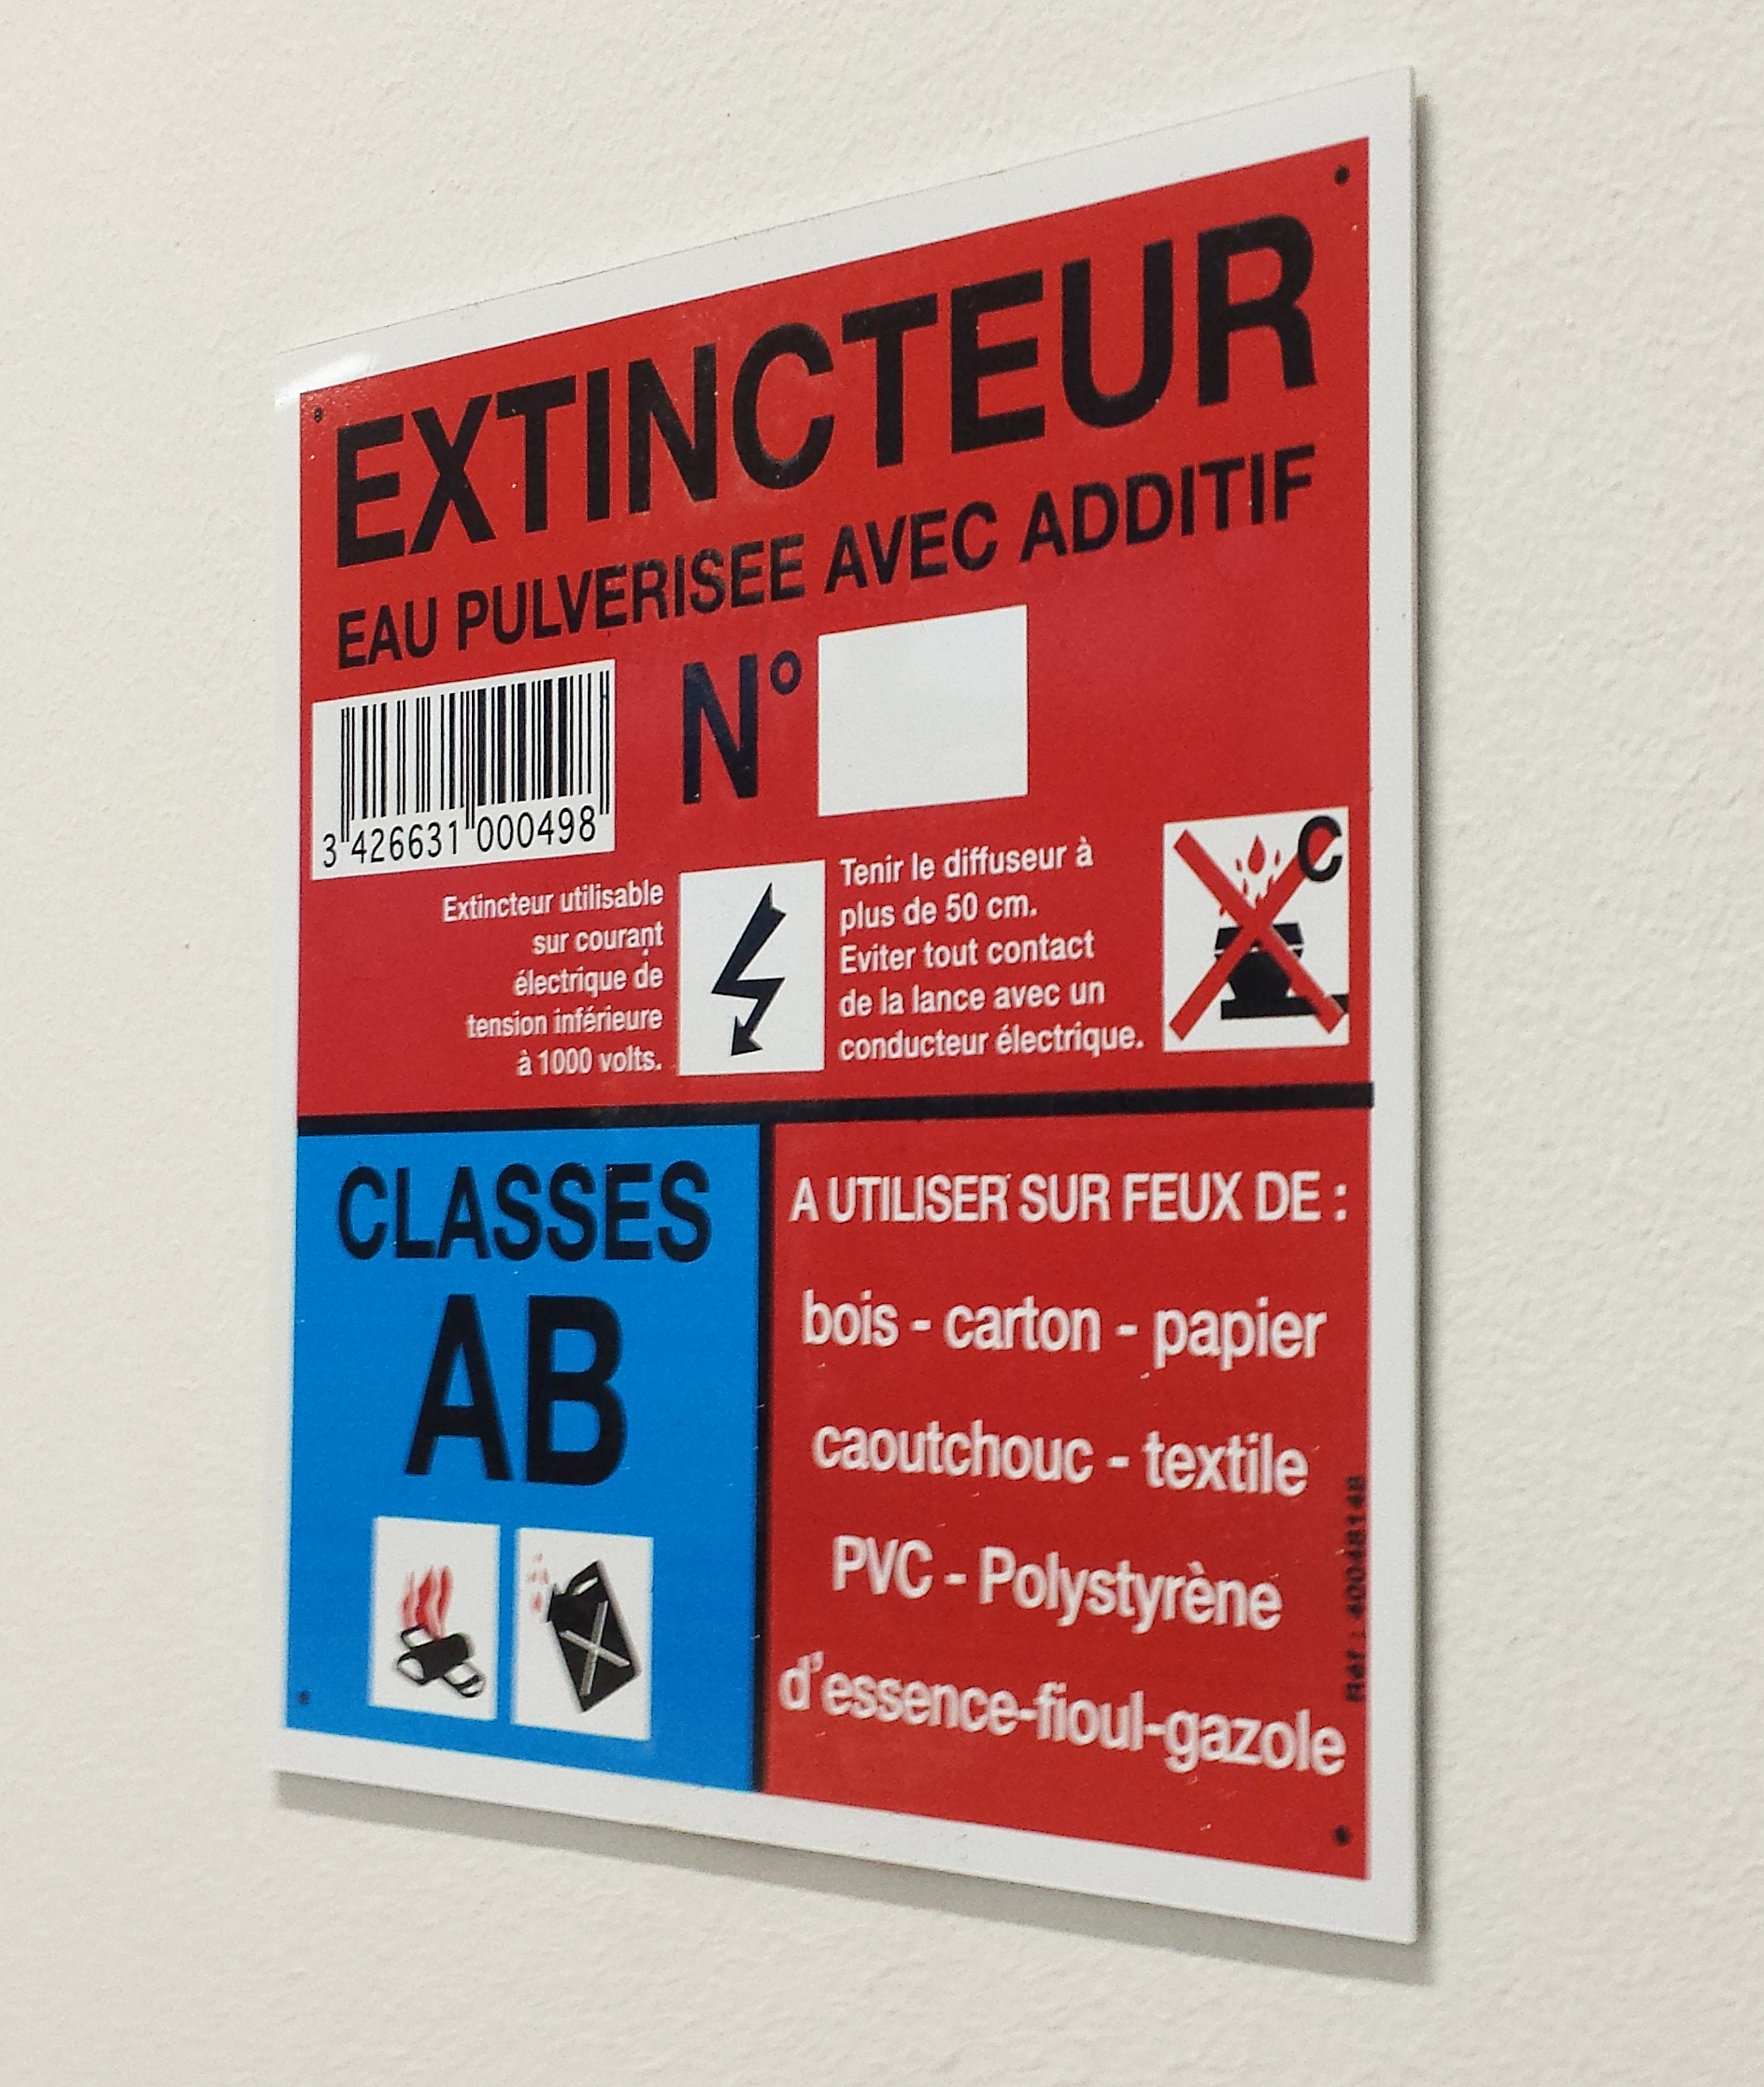 EXTINCTEUR
EAU PULVERISEE AVEC ADDITIF
N°
3 426631 000498
Extincteur utilisable
sur courant
électrique de
tension inférieure
à 1000 volts.
Tenir le diffuseur à
plus de 50 cm.
Eviter tout contact
de la lance avec un
conducteur électrique.
C
CLASSES
AB
A UTILISER SUR FEUX DE :
bois - carton - papier
caoutchouc - textile
PVC - Polystyrène
d'essence-fioul-gazole